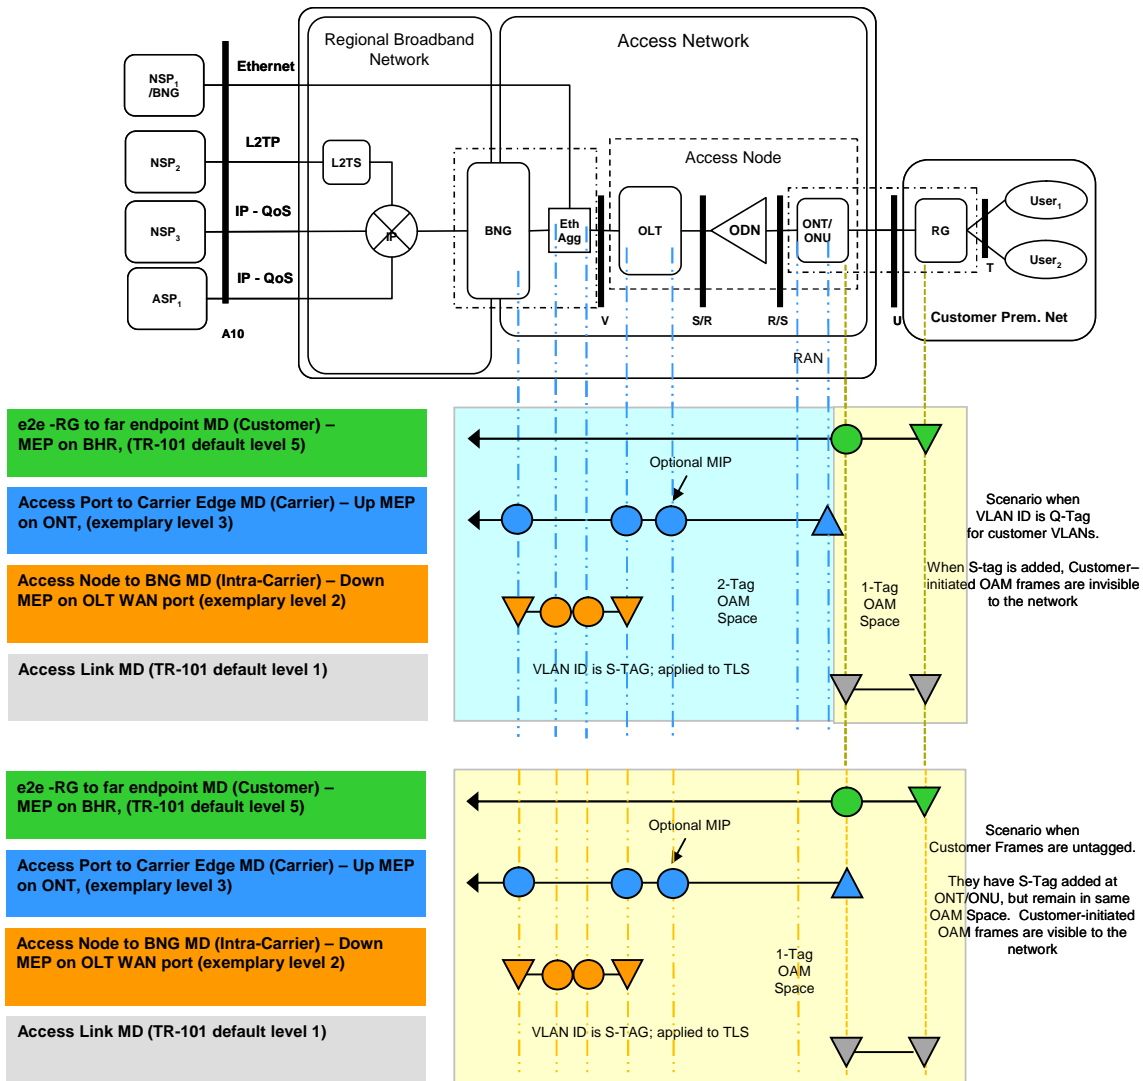 Regional Broadband
Network
Access Network
NSP1
/BNG
Ethernet
NSP2
L2TP
L2TS
Access Node
NSP3
IP - QoS
IP
BNG
Eth
Agg
OLT
ODN
ONT/
ONU
RG
User1
User2
ASP1
IP - QoS
A10
V
S/R
R/S
U
T
Customer Prem. Net
RAN
e2e -RG to far endpoint MD (Customer) –
MEP on BHR, (TR-101 default level 5)
Optional MIP
Access Port to Carrier Edge MD (Carrier) – Up MEP
on ONT, (exemplary level 3)
Scenario when
VLAN ID is Q-Tag
for customer VLANs.
When S-tag is added, Customer–
initiated OAM frames are invisible
to the network
Access Node to BNG MD (Intra-Carrier) – Down
MEP on OLT WAN port (exemplary level 2)
2-Tag
OAM
Space
1-Tag
OAM
Space
Access Link MD (TR-101 default level 1)
VLAN ID is S-TAG; applied to TLS
e2e -RG to far endpoint MD (Customer) –
MEP on BHR, (TR-101 default level 5)
Optional MIP
Access Port to Carrier Edge MD (Carrier) – Up MEP
on ONT, (exemplary level 3)
Scenario when
Customer Frames are untagged.
They have S-Tag added at
ONT/ONU, but remain in same
OAM Space. Customer-initiated
OAM frames are visible to the
network
Access Node to BNG MD (Intra-Carrier) – Down
MEP on OLT WAN port (exemplary level 2)
1-Tag
OAM
Space
Access Link MD (TR-101 default level 1)
VLAN ID is S-TAG; applied to TLS